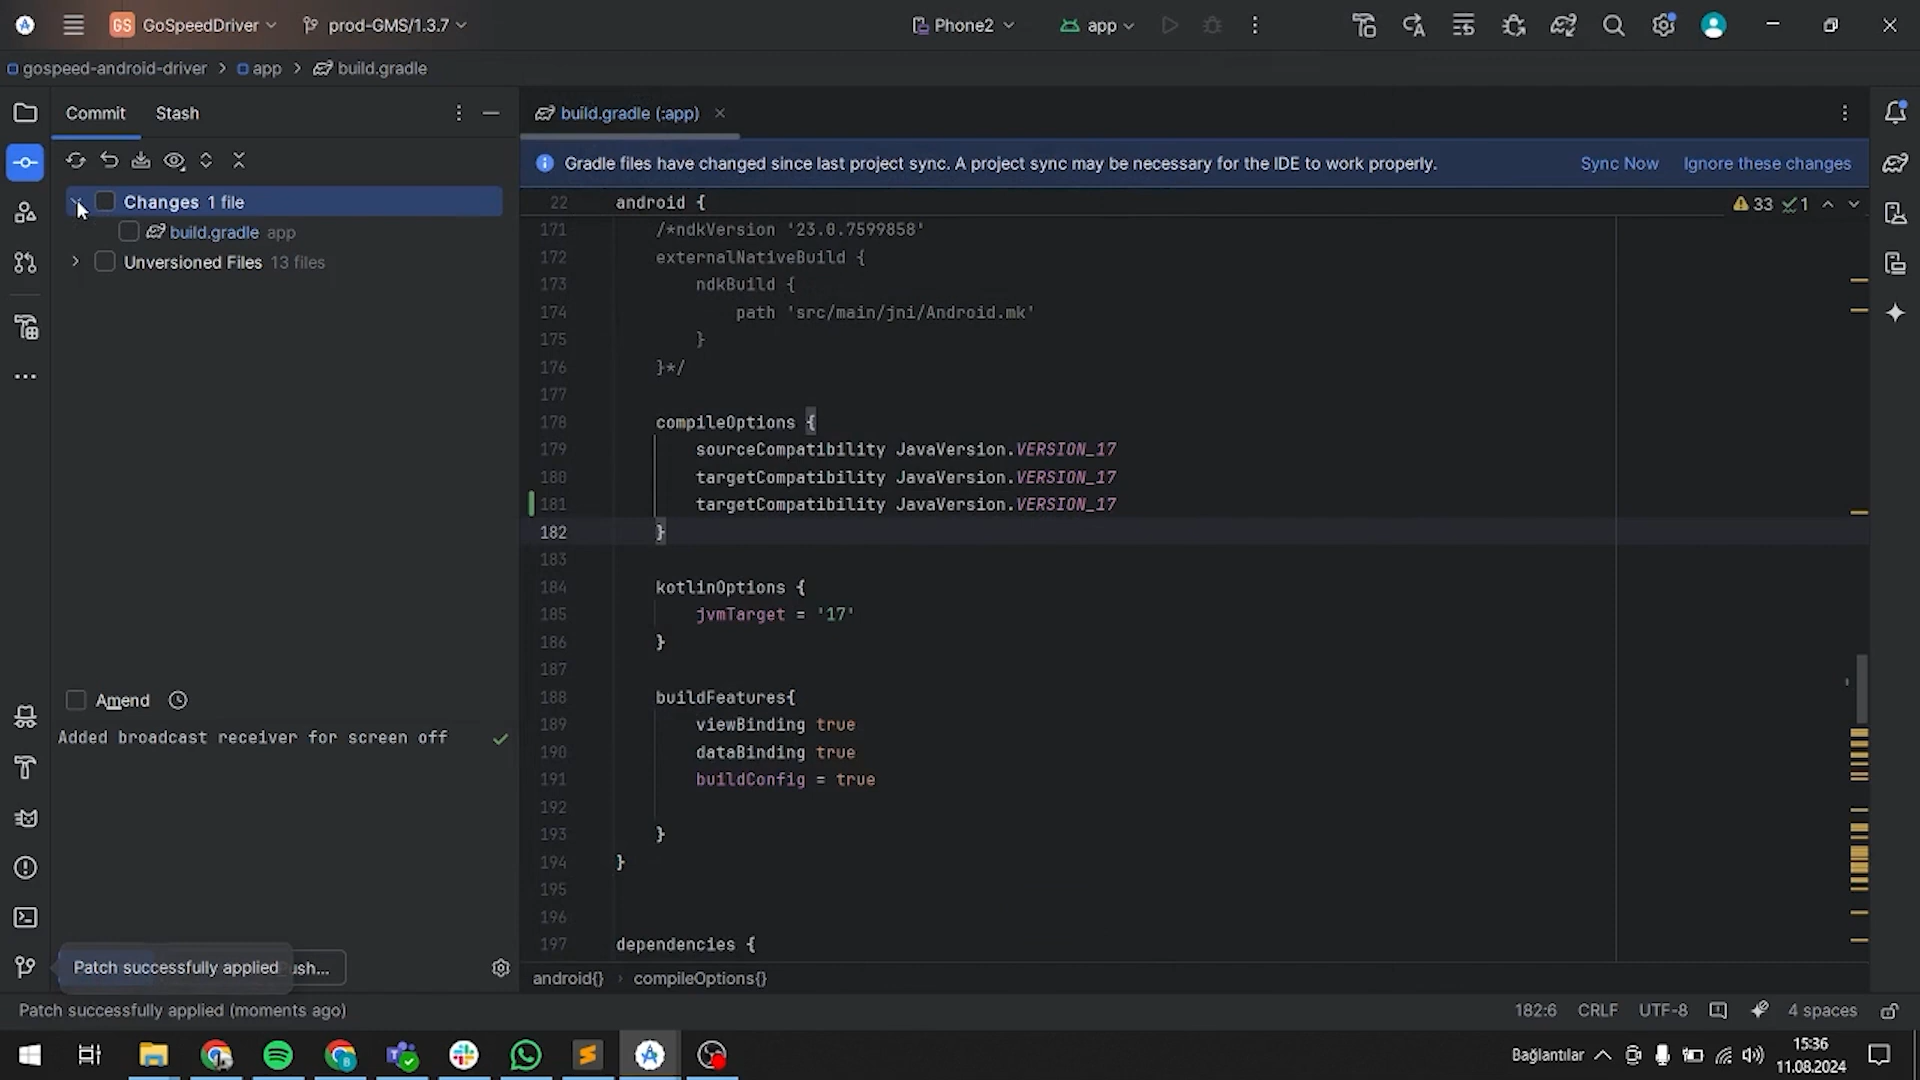 GS GoSpeedDriver prod-GMS/1.3.7 Phone2 app
gospeed-android-driver > app > build.gradle
Commit Stash
build.gradle (:app)
Gradle files have changed since last project sync. A project sync may be necessary for the IDE to work properly. Sync Now Ignore these changes
Changes 1 file
build.gradle app
Unversioned Files 13 files
22 android { 33 1
171 /*ndkVersion '23.0.7599858'
172 externalNativeBuild {
173 ndkBuild {
174 path 'src/main/jni/Android.mk'
175 }
176 }*/
177
178 compileOptions {
179 sourceCompatibility JavaVersion.VERSION_17
180 targetCompatibility JavaVersion.VERSION_17
181 targetCompatibility JavaVersion.VERSION_17
182 }
183
184 kotlinOptions {
185 jvmTarget = '17'
186 }
187
188 buildFeatures{
189 viewBinding true
190 dataBinding true
191 buildConfig = true
192
193 }
194 }
195
196
197 dependencies {
Amend
Added broadcast receiver for screen off
Patch successfully applied ush...
android{} > compileOptions{}
Patch successfully applied (moments ago) 182:6 CRLF UTF-8 4 spaces
Bağlantılar 15:36
11.08.2024